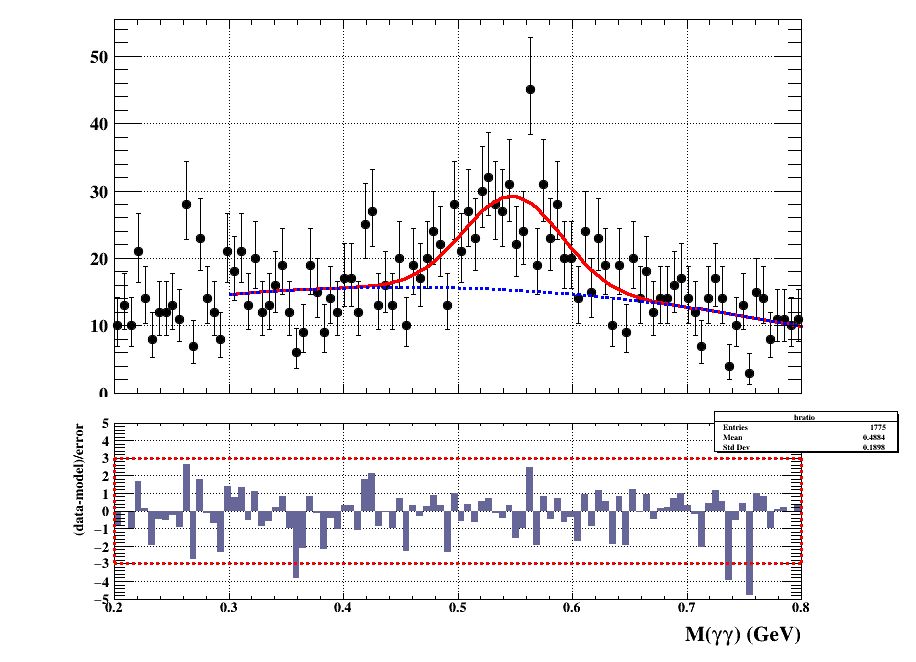 50
40
30
20
10
0
hratio
Entries 1775
Mean 0.4884
Std Dev 0.1898
(data-model)/error
5
4
3
2
1
0
−1
−2
−3
−4
−5
0.2 0.3 0.4 0.5 0.6 0.7 0.8
M(γγ) (GeV)